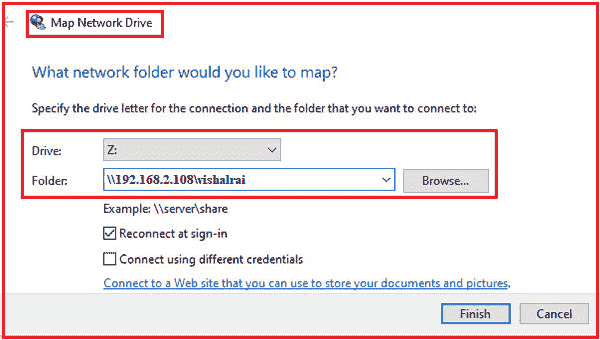 Map Network Drive
What network folder would you like to map?
Specify the drive letter for the connection and the folder that you want to connect to:
Drive: Z:
Folder: \\192.168.2.108\vishalrai Browse...
Example: \\server\share
Reconnect at sign-in
Connect using different credentials
Connect to a Web site that you can use to store your documents and pictures.
Finish Cancel